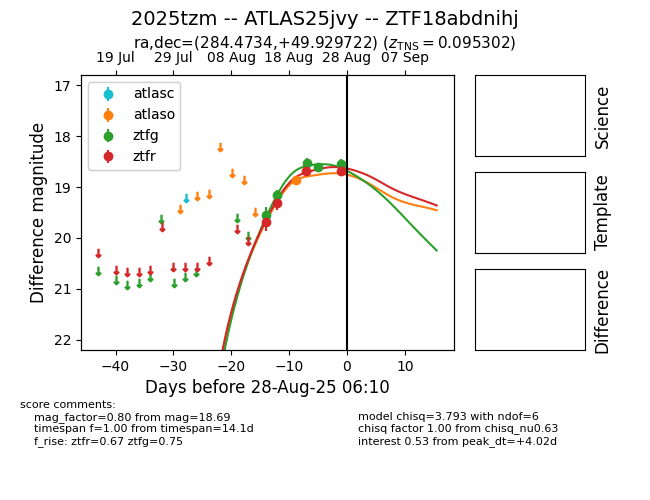 2025tzm -- ATLAS25jvy -- ZTF18abdnihj
ra,dec=(284.4734,+49.929722) (zTNS = 0.095302)
19 Jul 29 Jul 08 Aug 18 Aug 28 Aug 07 Sep
17
18
19
20
21
22
Difference magnitude
atlasc
atlaso
ztfg
ztfr
−40 −30 −20 −10 0 10
Days before 28-Aug-25 06:10
Science
Template
Difference
score comments:
mag_factor=0.80 from mag=18.69
timespan f=1.00 from timespan=14.1d
f_rise: ztfr=0.67 ztfg=0.75
model chisq=3.793 with ndof=6
chisq factor 1.00 from chisq_nu0.63
interest 0.53 from peak_dt=+4.02d